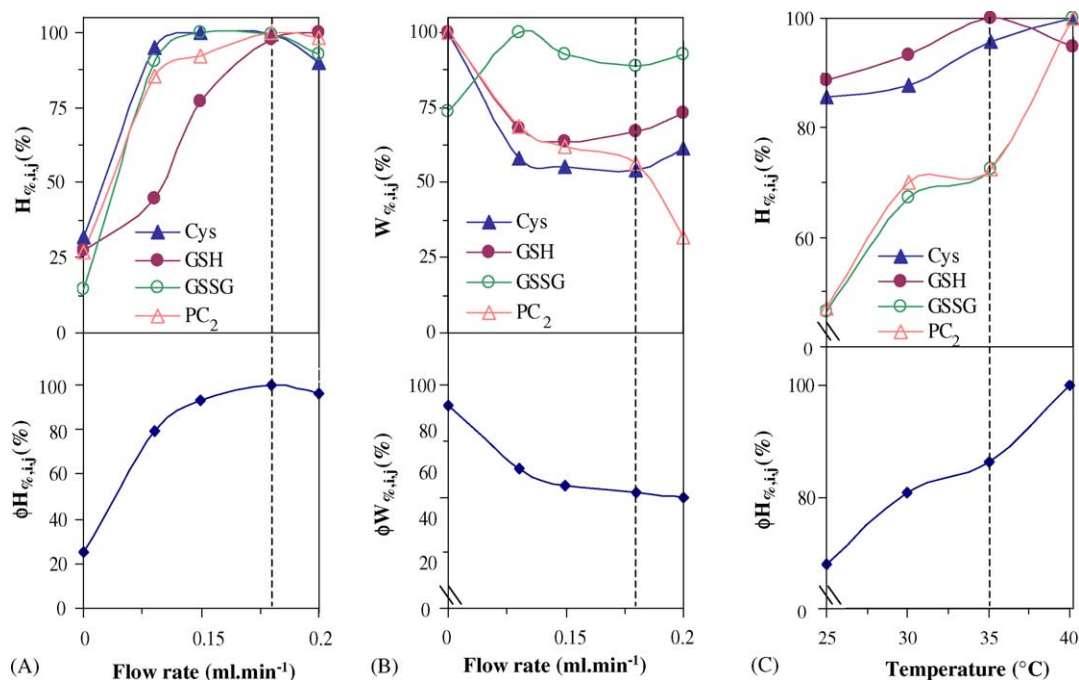 H%,i,j(%)
100
75
50
25
0
Cys
GSH
GSSG
PC2
ϕH%,i,j(%)
100
80
60
40
20
0
0
0.15
0.2
(A)
Flow rate (ml.min-1)
W%,i,j(%)
100
75
50
25
0
Cys
GSH
GSSG
PC2
ϕW%,i,j(%)
100
80
60
40
0
0
0.15
0.2
(B)
Flow rate (ml.min-1)
H%,i,j(%)
100
80
60
0
Cys
GSH
GSSG
PC2
ϕH%,i,j(%)
100
80
0
25
30
35
40
(C)
Temperature (°C)